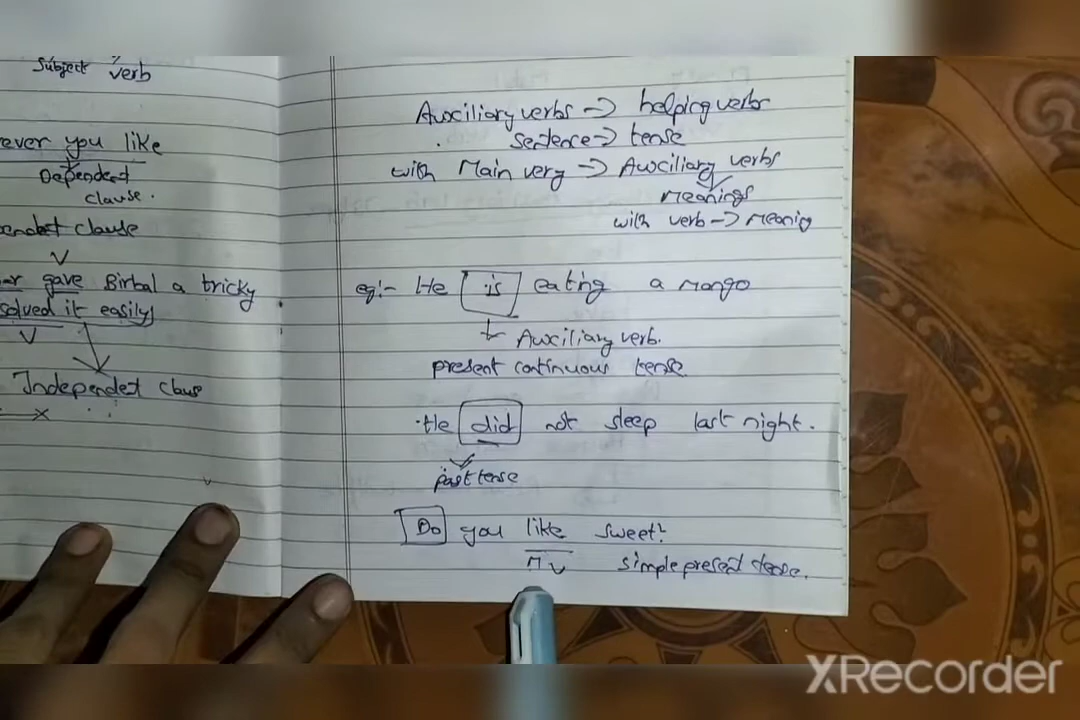 Subject verb
ever you like
Dependent
clause.
endent clause
gave Birbal a tricky
solved it easily
Independent Claus
Auxiliary verbs → helping verbs
sentence → tense
with Main very → Auxiliary verbs
Meanings
with verb → meanig
eg:- He is eating a mango
Auxiliary verb.
present continuous tense
He did not sleep last night.
past tense
Do you like sweet?
MV simple present tense.
XRecorder